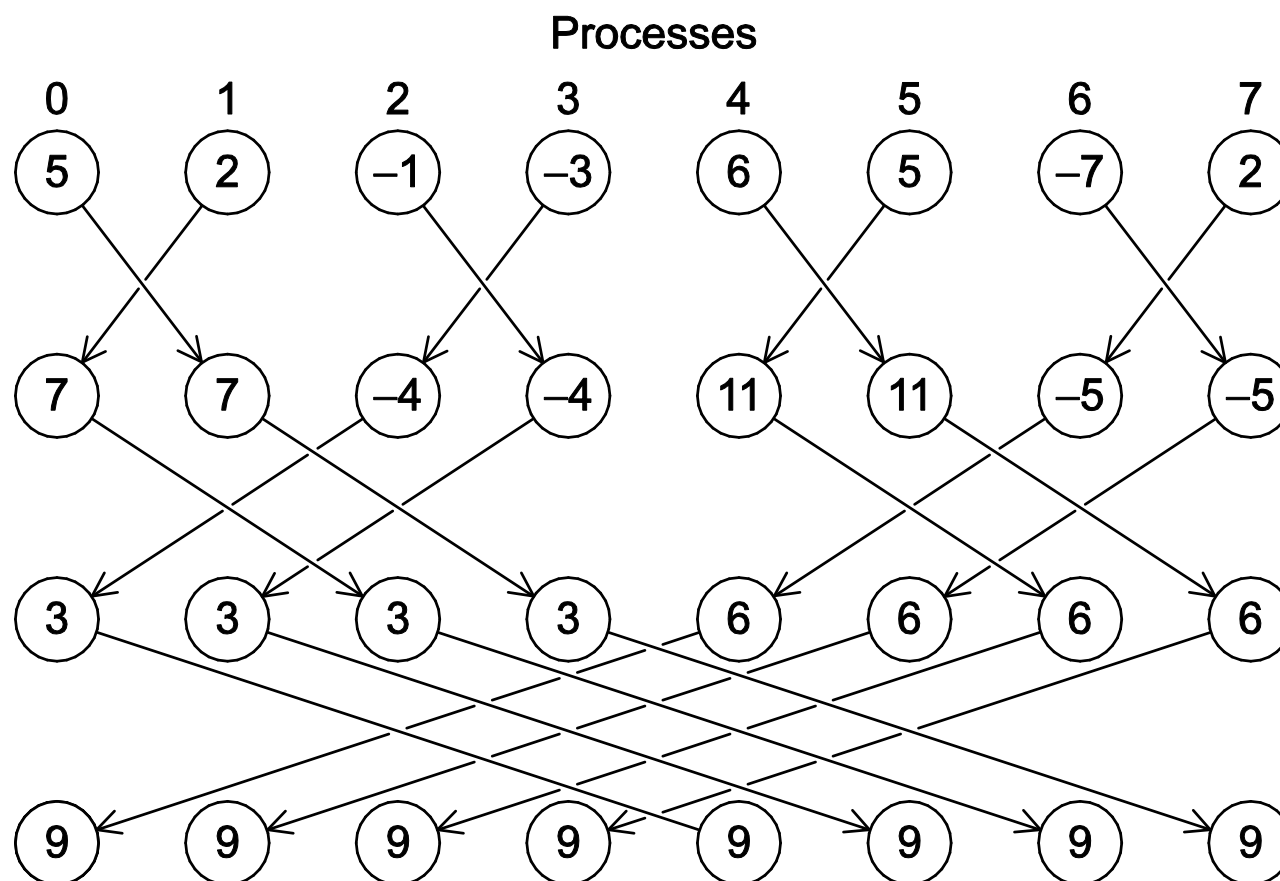 Processes
0 1 2 3 4 5 6 7
5 2 –1 –3 6 5 –7 2
7 7 –4 –4 11 11 –5 –5
3 3 3 3 6 6 6 6
9 9 9 9 9 9 9 9